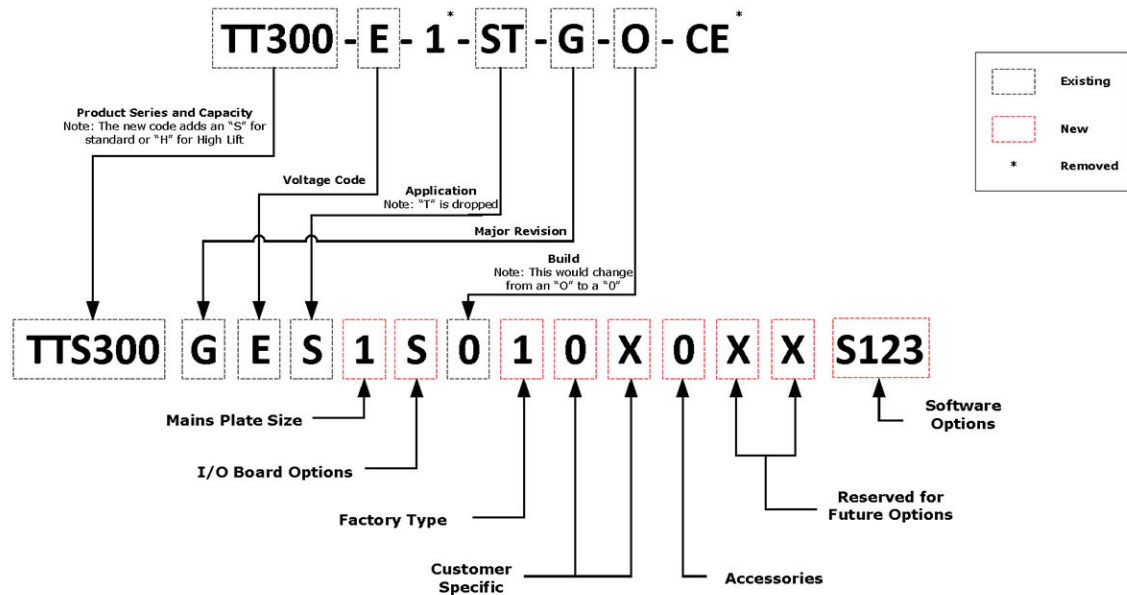 TT300-E-1*-ST-G-O-CE*
Existing
New
* Removed
Product Series and Capacity
Note: The new code adds an “S” for
standard or “H” for High Lift
Voltage Code
Application
Note: “T” is dropped
Major Revision
Build
Note: This would change
from an “O” to a “0”
TTS300 G E S 1 S 0 1 0 X 0 X X S123
Mains Plate Size
I/O Board Options
Factory Type
Customer
Specific
Accessories
Reserved for
Future Options
Software
Options